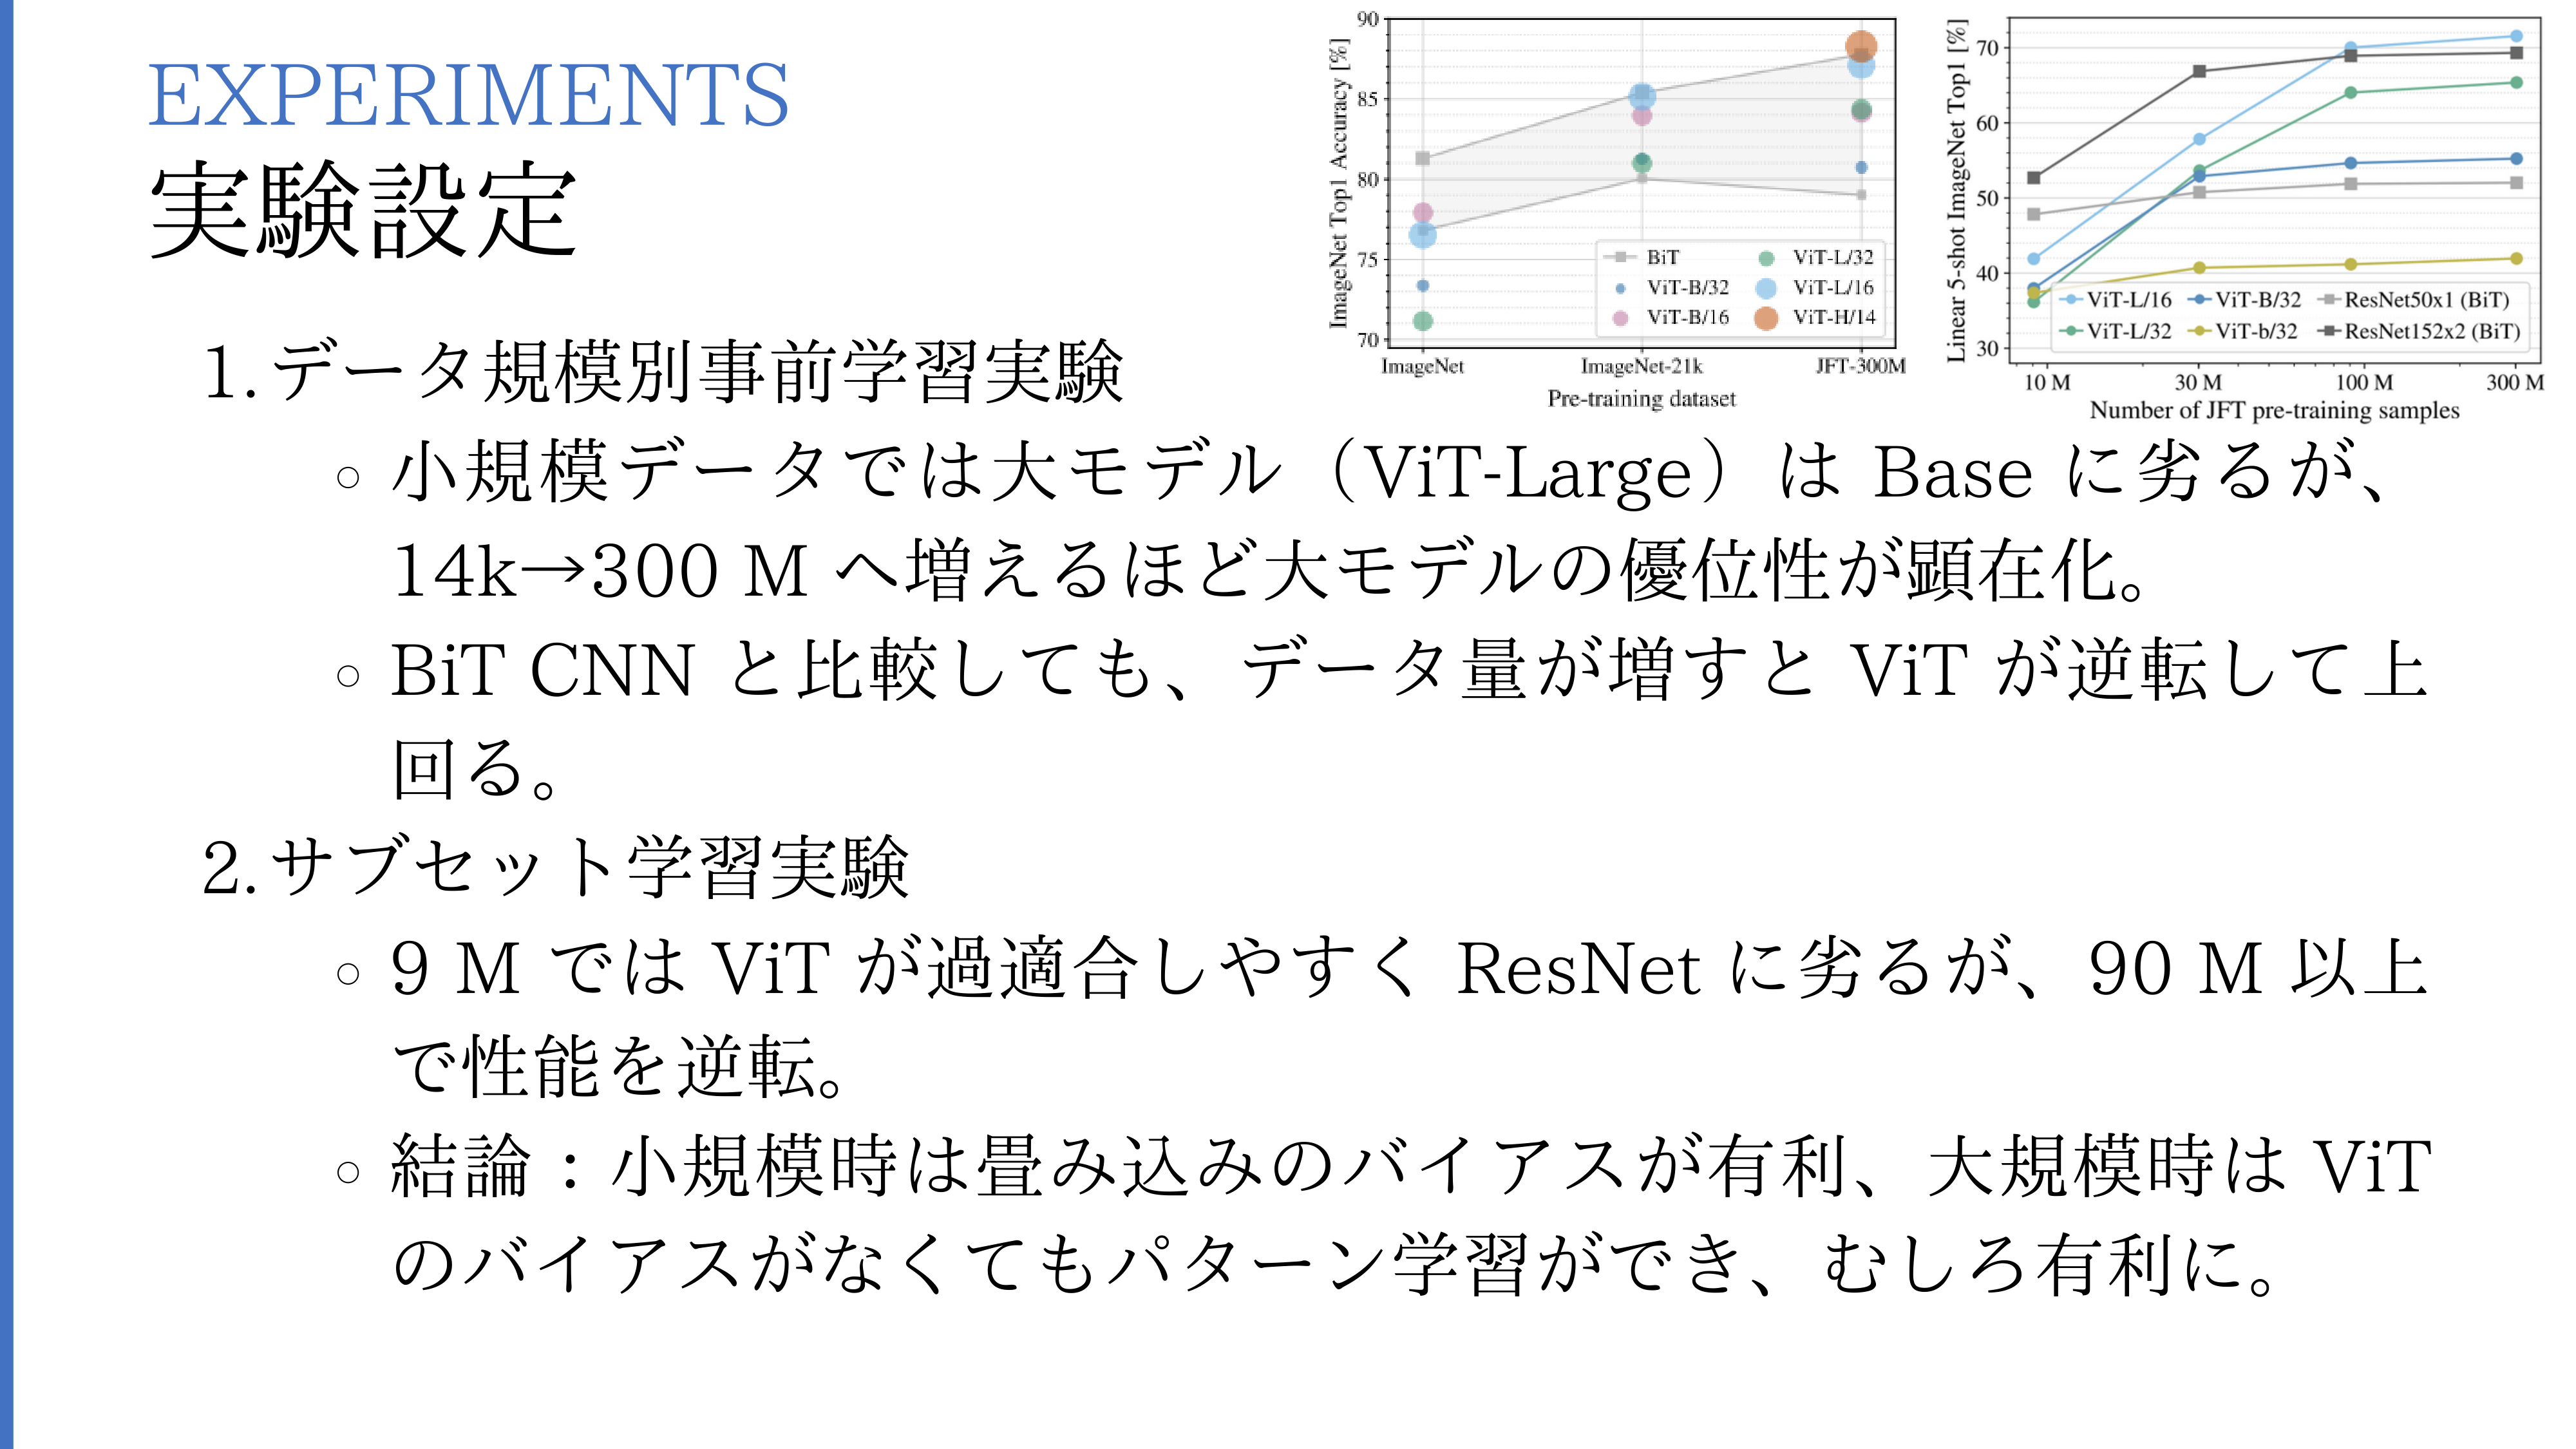 EXPERIMENTS
実験設定
1.データ規模別事前学習実験
○ 小規模データでは大モデル（ViT-Large）は Base に劣るが、
14k→300 M へ増えるほど大モデルの優位性が顕在化。
○ BiT CNN と比較しても、データ量が増すと ViT が逆転して上
回る。
2.サブセット学習実験
○ 9 M では ViT が過適合しやすく ResNet に劣るが、90 M 以上
で性能を逆転。
○ 結論：小規模時は畳み込みのバイアスが有利、大規模時は ViT
のバイアスがなくてもパターン学習ができ、むしろ有利に。
ImageNet Top1 Accuracy [%]
90
85
80
75
70
BiT
ViT-B/32
ViT-B/16
ViT-L/32
ViT-L/16
ViT-H/14
ImageNet ImageNet-21k JFT-300M
Pre-training dataset
Linear 5-shot ImageNet Top1 [%]
70
60
50
40
30
ViT-L/16 ViT-B/32 ResNet50x1 (BiT)
ViT-L/32 ViT-b/32 ResNet152x2 (BiT)
10 M 30 M 100 M 300 M
Number of JFT pre-training samples